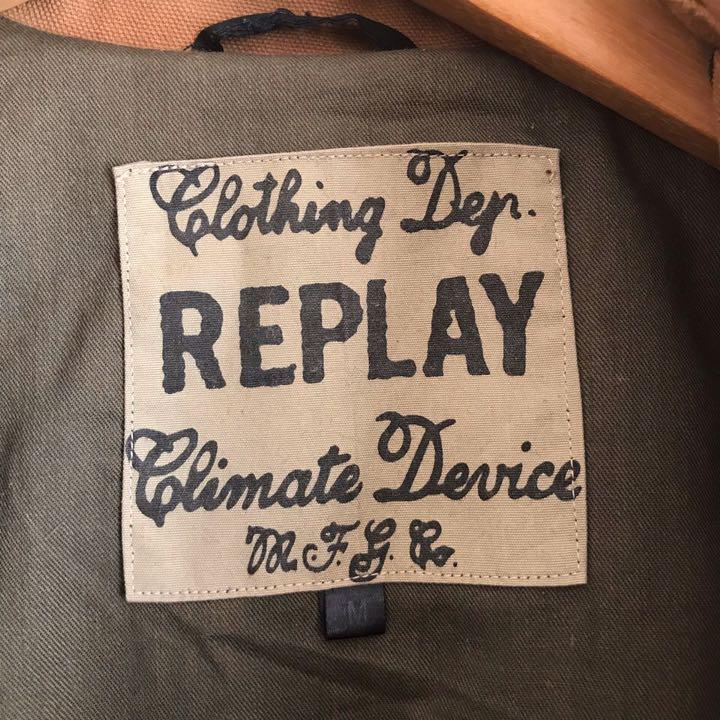 Clothing Dep.
REPLAY
Climate Device
M.F.G. Co.
M